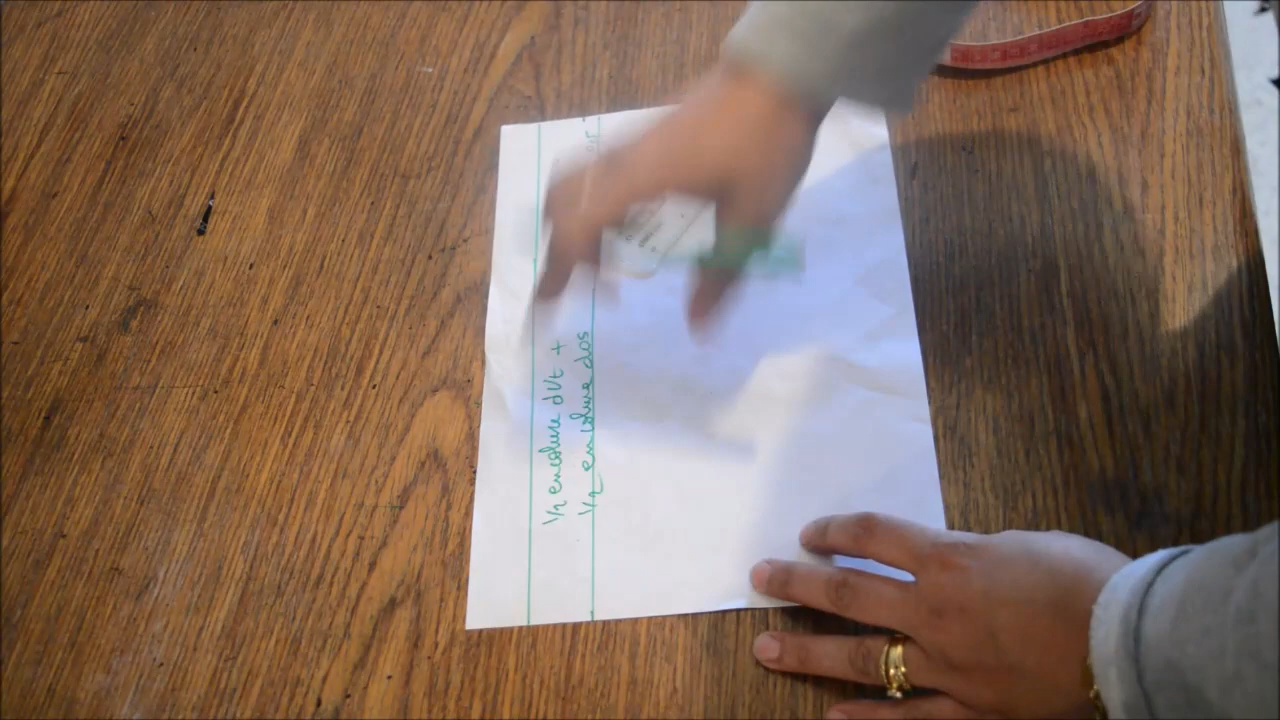 1/2 encolure dVt +
1/2 encolure dos